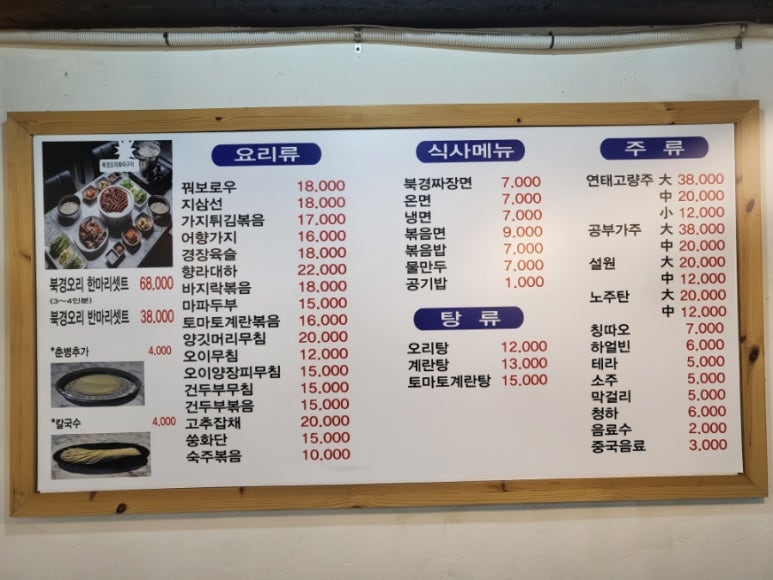 북경오리 한마리셋트 68,000
(3~4인분)
북경오리 반마리셋트 38,000
*춘병추가 4,000
*칼국수 4,000
요리류
꿔보로우 18,000
지삼선 18,000
가지튀김볶음 17,000
어향가지 16,000
경장육슬 18,000
향라대하 22,000
바지락볶음 18,000
마파두부 15,000
토마토계란볶음 16,000
양깃머리무침 20,000
오이무침 12,000
오이양장피무침 15,000
건두부무침 15,000
건두부볶음 15,000
고추잡채 20,000
쑹화단 15,000
숙주볶음 10,000
식사메뉴
북경짜장면 7,000
온면 7,000
냉면 7,000
볶음면 9,000
볶음밥 7,000
물만두 7,000
공기밥 1,000
탕 류
오리탕 12,000
계란탕 13,000
토마토계란탕 15,000
주 류
연태고량주 大 38,000
中 20,000
小 12,000
공부가주 大 38,000
中 20,000
설원 大 20,000
中 12,000
노주탄 大 20,000
中 12,000
칭따오 7,000
하얼빈 6,000
테라 5,000
소주 5,000
막걸리 5,000
청하 6,000
음료수 2,000
중국음료 3,000